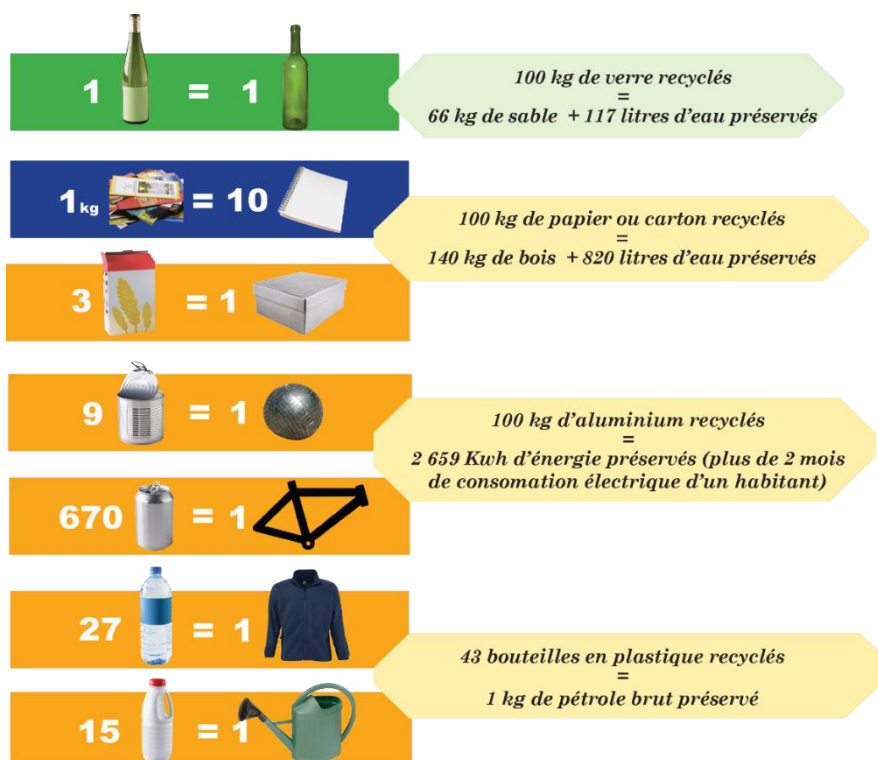 1 = 1
100 kg de verre recyclés
=
66 kg de sable + 117 litres d'eau préservés
1kg = 10
100 kg de papier ou carton recyclés
=
140 kg de bois + 820 litres d'eau préservés
3 = 1
9 = 1
100 kg d'aluminium recyclés
=
2 659 Kwh d'énergie préservés (plus de 2 mois
de consomation électrique d'un habitant)
670 = 1
27 = 1
43 bouteilles en plastique recyclés
=
1 kg de pétrole brut préservé
15 = 1